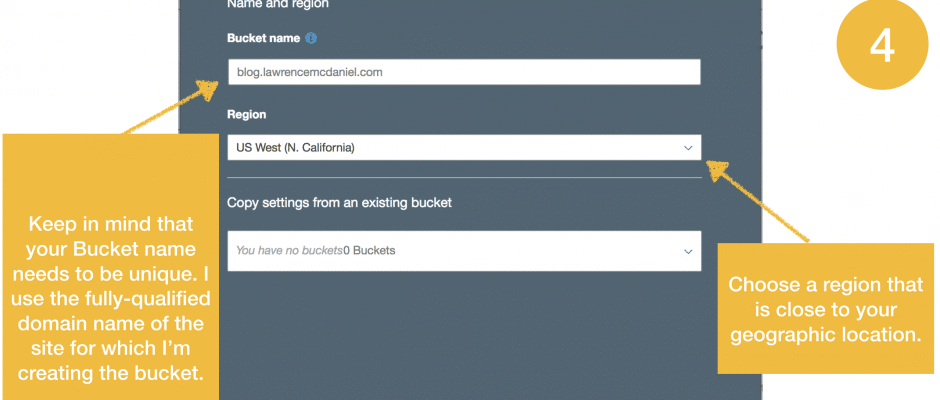 Name and region
Bucket name
4
blog.lawrencemcdaniel.com
Region
US West (N. California)
Copy settings from an existing bucket
You have no buckets0 Buckets
Keep in mind that
your Bucket name
needs to be unique. I
use the fully-qualified
domain name of the
site for which I'm
creating the bucket.
Choose a region that
is close to your
geographic location.